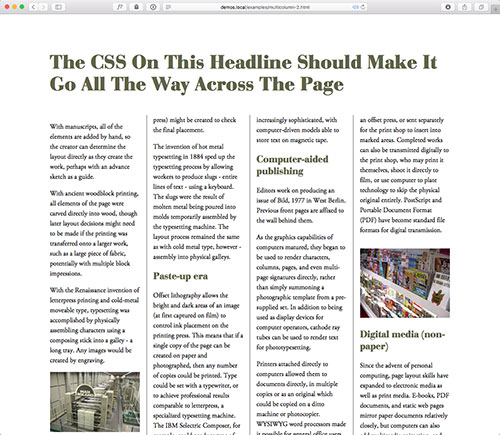 demos.local/examples/multicolumn-2.html
The CSS On This Headline Should Make It
Go All The Way Across The Page
With manuscripts, all of the
elements are added by hand, so
the creator can determine the
layout directly as they create the
work, perhaps with an advance
sketch as a guide.
With ancient woodblock printing,
all elements of the page were
carved directly into wood, though
later layout decisions might need
to be made if the printing was
transferred onto a larger work,
such as a large piece of fabric,
potentially with multiple block
impressions.
With the Renaissance invention of
letterpress printing and cold-metal
moveable type, typesetting was
accomplished by physically
assembling characters using a
composing stick into a galley - a
long tray. Any images would be
created by engraving.
press) might be created to check
the final placement.
The invention of hot metal
typesetting in 1884 sped up the
typesetting process by allowing
workers to produce slugs - entire
lines of text - using a keyboard.
The slugs were the result of
molten metal being poured into
molds temporarily assembled by
the typesetting machine. The
layout process remained the same
as with cold metal type, however -
assembly into physical galleys.
Paste-up era
Offset lithography allows the
bright and dark areas of an image
(at first captured on film) to
control ink placement on the
printing press. This means that if a
single copy of the page can be
created on paper and
photographed, then any number
of copies could be printed. Type
could be set with a typewriter, or
to achieve professional results
comparable to letterpress, a
specialized typesetting machine.
The IBM Selectric Composer, for
increasingly sophisticated, with
computer-driven models able to
store text on magnetic tape.
Computer-aided
publishing
Editors work on producing an
issue of Bild, 1977 in West Berlin.
Previous front pages are affixed to
the wall behind them.
As the graphics capabilities of
computers matured, they began to
be used to render characters,
columns, pages, and even multi-
page signatures directly, rather
than simply summoning a
photographic template from a pre-
supplied set. In addition to being
used as display devices for
computer operators, cathode ray
tubes can be used to render text
for phototypesetting.
Printers attached directly to
computers allowed them to
documents directly, in multiple
copies or as an original which
could be copied on a ditto
machine or photocopier.
WYSIWYG word processors made
it possible for general office users
an offset press, or sent separately
for the print shop to insert into
marked areas. Completed works
can also be transmitted digitally to
the print shop, who may print it
themselves, shoot it directly to
film, or use computer to plate
technology to skip the physical
original entirely. PostScript and
Portable Document Format
(PDF) have become standard file
formats for digital transmission.
Digital media (non-
paper)
Since the advent of personal
computing, page layout skills have
expanded to electronic media as
well as print media. E-books, PDF
documents, and static web pages
mirror paper documents relatively
closely, but computers can also